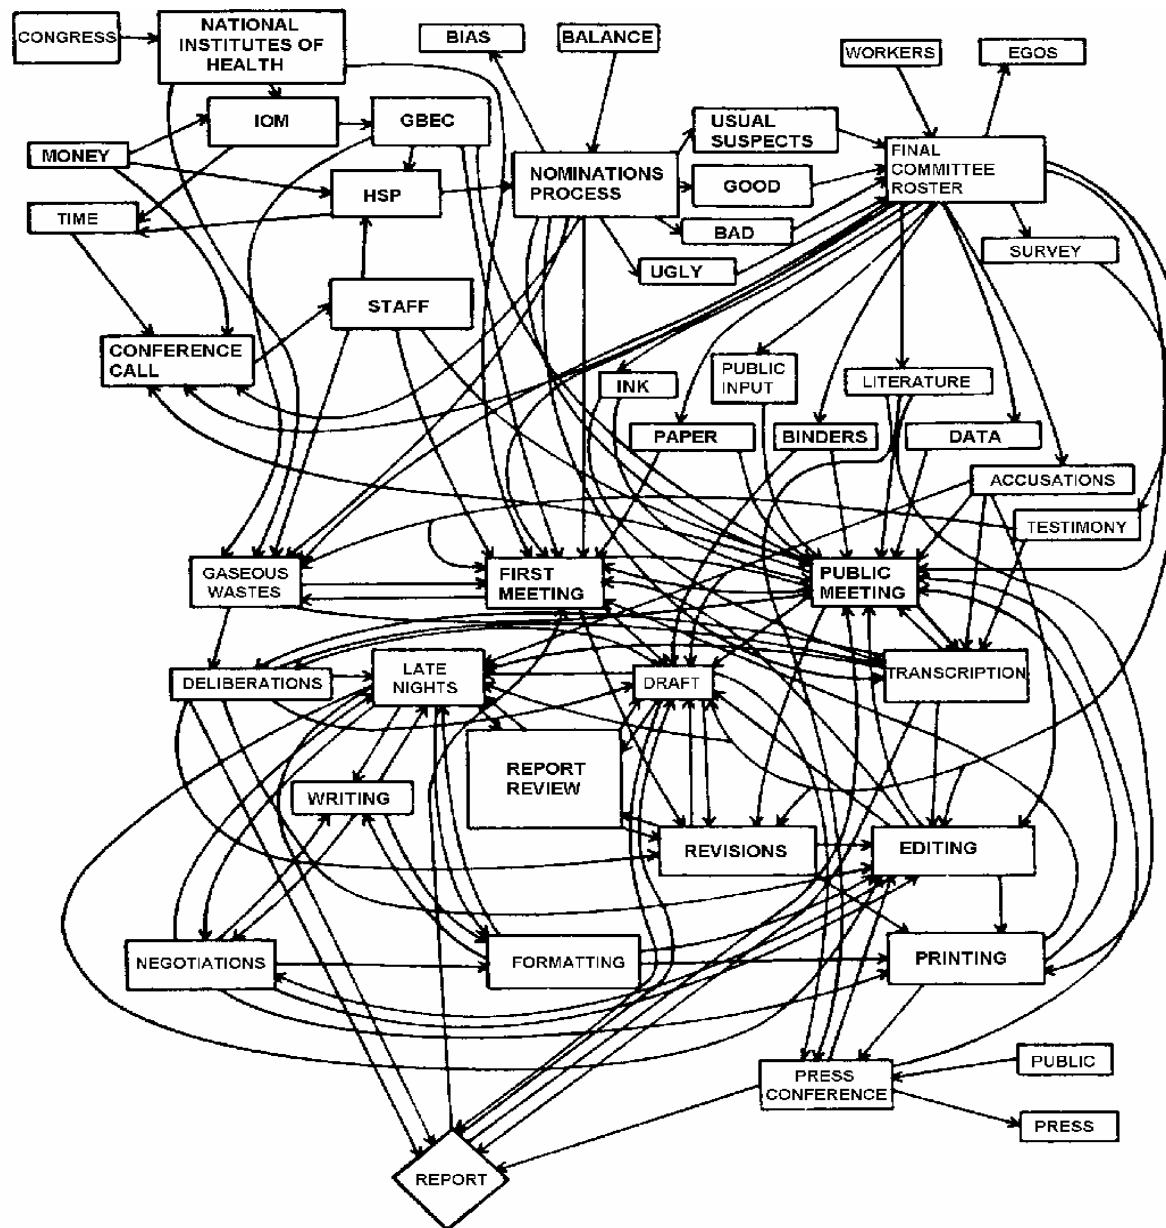 CONGRESS
NATIONAL
INSTITUTES OF
HEALTH
BIAS
BALANCE
WORKERS
EGOS
IOM
GBEC
USUAL
SUSPECTS
FINAL
COMMITTEE
ROSTER
MONEY
HSP
NOMINATIONS
PROCESS
GOOD
TIME
BAD
SURVEY
UGLY
STAFF
CONFERENCE
CALL
INK
PUBLIC
INPUT
LITERATURE
PAPER
BINDERS
DATA
ACCUSATIONS
TESTIMONY
GASEOUS
WASTES
FIRST
MEETING
PUBLIC
MEETING
DELIBERATIONS
LATE
NIGHTS
DRAFT
TRANSCRIPTION
REPORT
REVIEW
WRITING
REVISIONS
EDITING
NEGOTIATIONS
FORMATTING
PRINTING
PRESS
CONFERENCE
PUBLIC
PRESS
REPORT